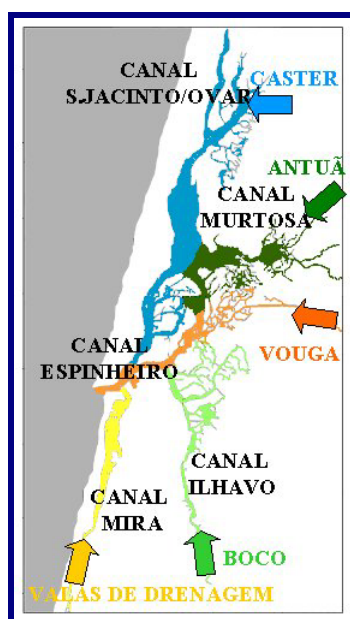 CANAL
S.JACINTO/OVAR
CASTER
ANTUÃ
CANAL
MURTOSA
VOUGA
CANAL
ESPINHEIRO
CANAL
ILHAVO
CANAL
MIRA
BOCO
VALAS DE DRENAGEM